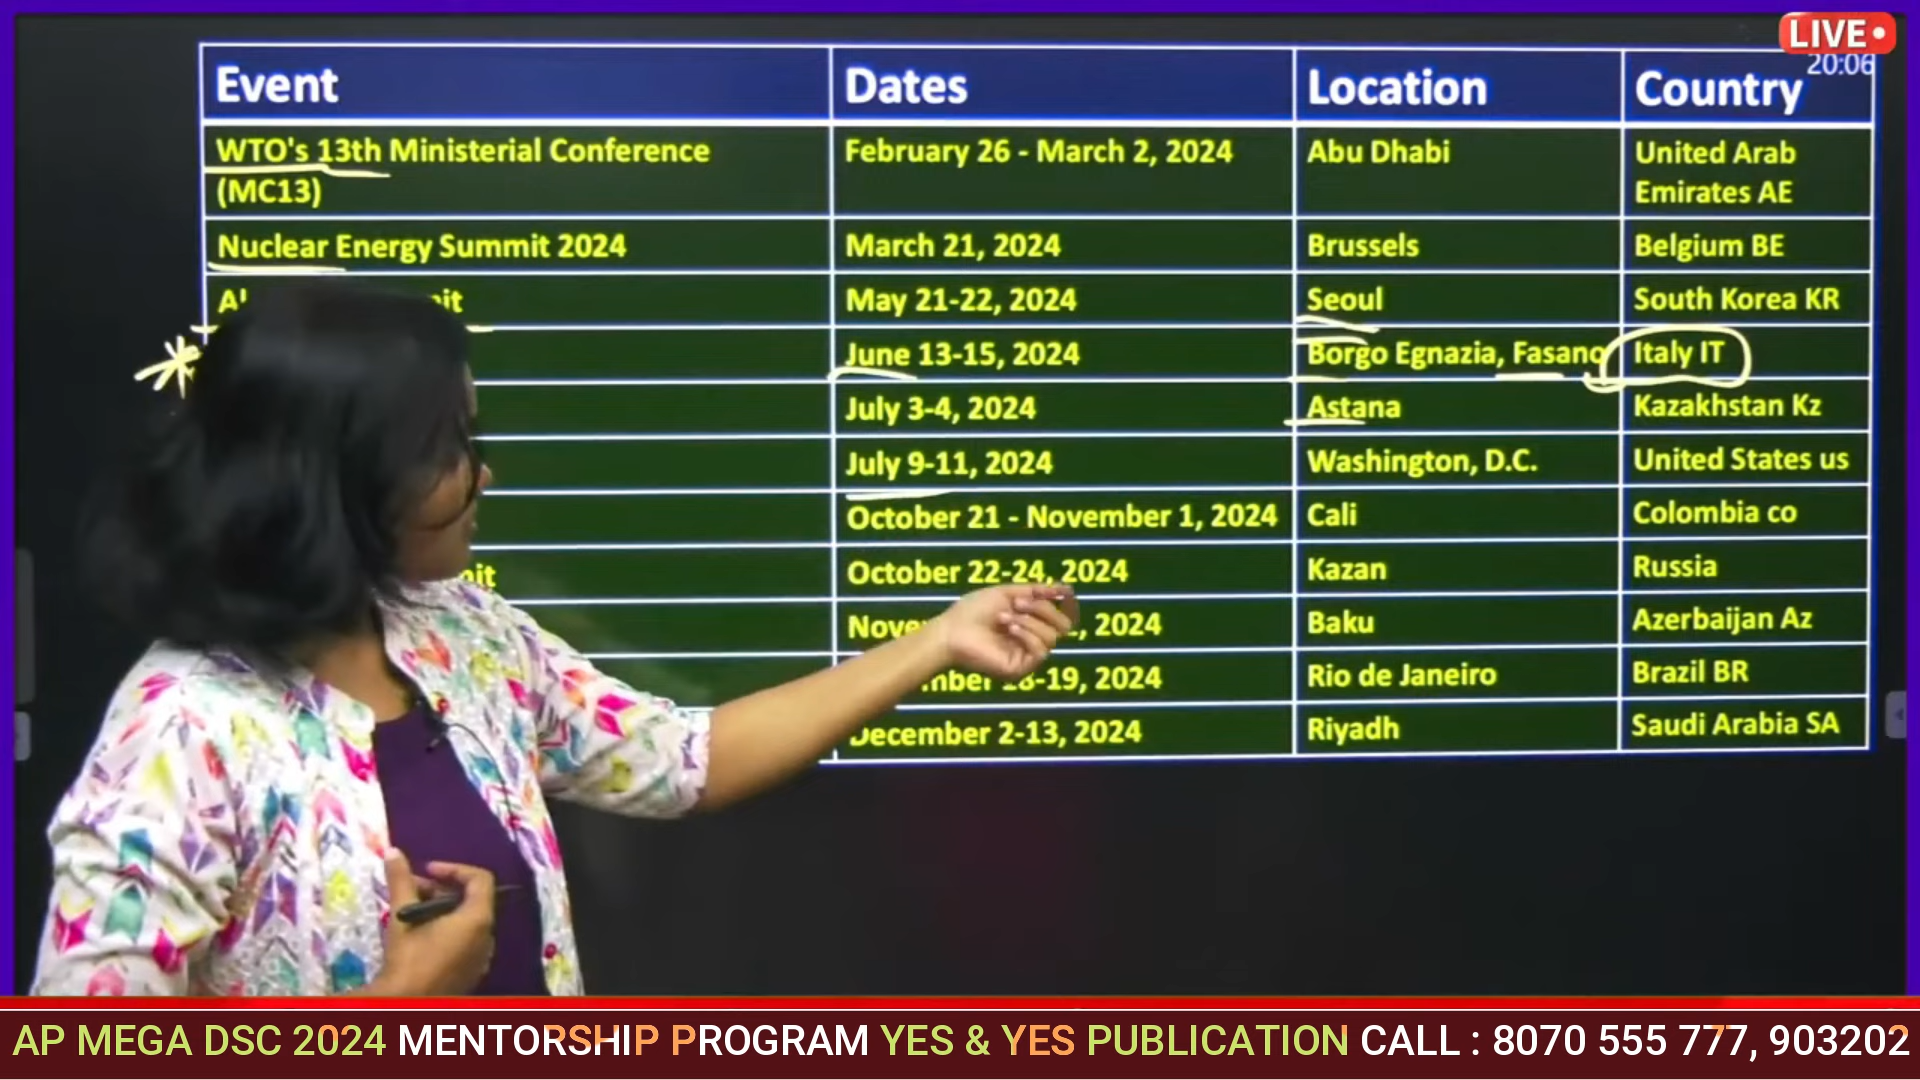 LIVE
20:06
Event Dates Location Country
WTO's 13th Ministerial Conference February 26 - March 2, 2024 Abu Dhabi United Arab
(MC13) Emirates AE
Nuclear Energy Summit 2024 March 21, 2024 Brussels Belgium BE
May 21-22, 2024 Seoul South Korea KR
June 13-15, 2024 Borgo Egnazia, Fasano Italy IT
July 3-4, 2024 Astana Kazakhstan Kz
July 9-11, 2024 Washington, D.C. United States us
October 21 - November 1, 2024 Cali Colombia co
October 22-24, 2024 Kazan Russia
2024 Baku Azerbaijan Az
18-19, 2024 Rio de Janeiro Brazil BR
December 2-13, 2024 Riyadh Saudi Arabia SA
AP MEGA DSC 2024 MENTORSHIP PROGRAM YES & YES PUBLICATION CALL : 8070 555 777, 903202